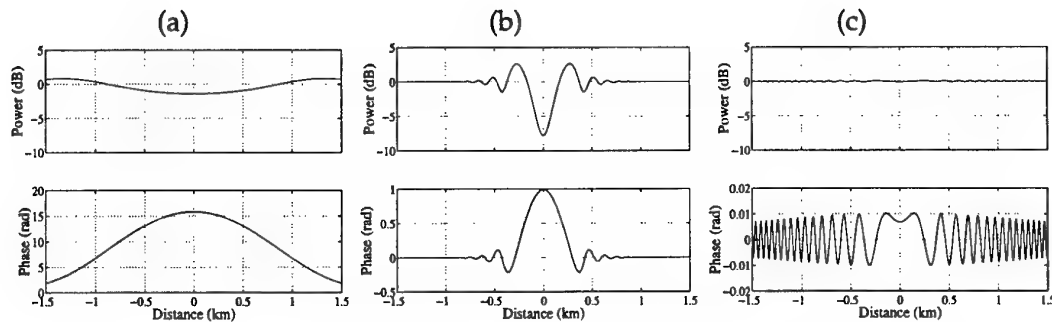 (a) (b) (c)
5 5 5
Power (dB) 0 Power (dB) 0 Power (dB) 0
-5 -5 -5
-10 -10 -10
20 1 0.02
Phase (rad) 15 Phase (rad) 0.5 Phase (rad) 0.01
10 0 0.00
5 -0.01
0 -0.5 -0.02
-1.5 -1 -0.5 0 0.5 1 1.5 -1.5 -1 -0.5 0 0.5 1 1.5 -1.5 -1 -0.5 0 0.5 1 1.5
Distance (km) Distance (km) Distance (km)